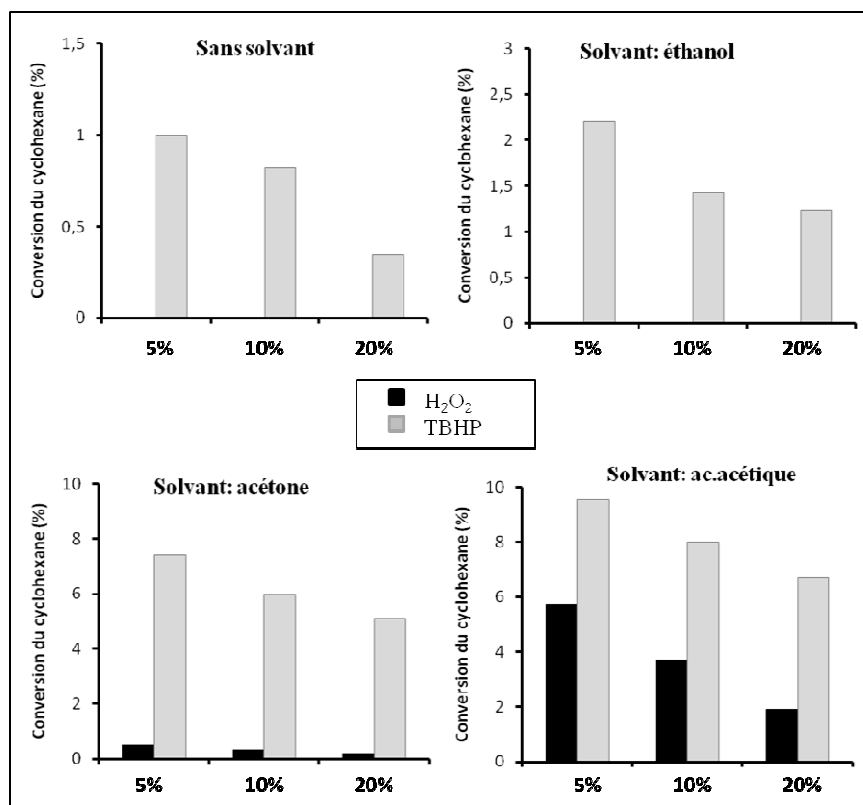 Sans solvant
Conversion du cyclohexane (%)
1,5
1
0,5
0
5% 10% 20%
Solvant: éthanol
Conversion du cyclohexane (%)
3
2,5
2
1,5
1
0,5
0
5% 10% 20%
H₂O₂
TBHP
Solvant: acétone
Conversion du cyclohexane (%)
10
8
6
4
2
0
5% 10% 20%
Solvant: ac.acétique
Conversion du cyclohexane (%)
10
8
6
4
2
0
5% 10% 20%